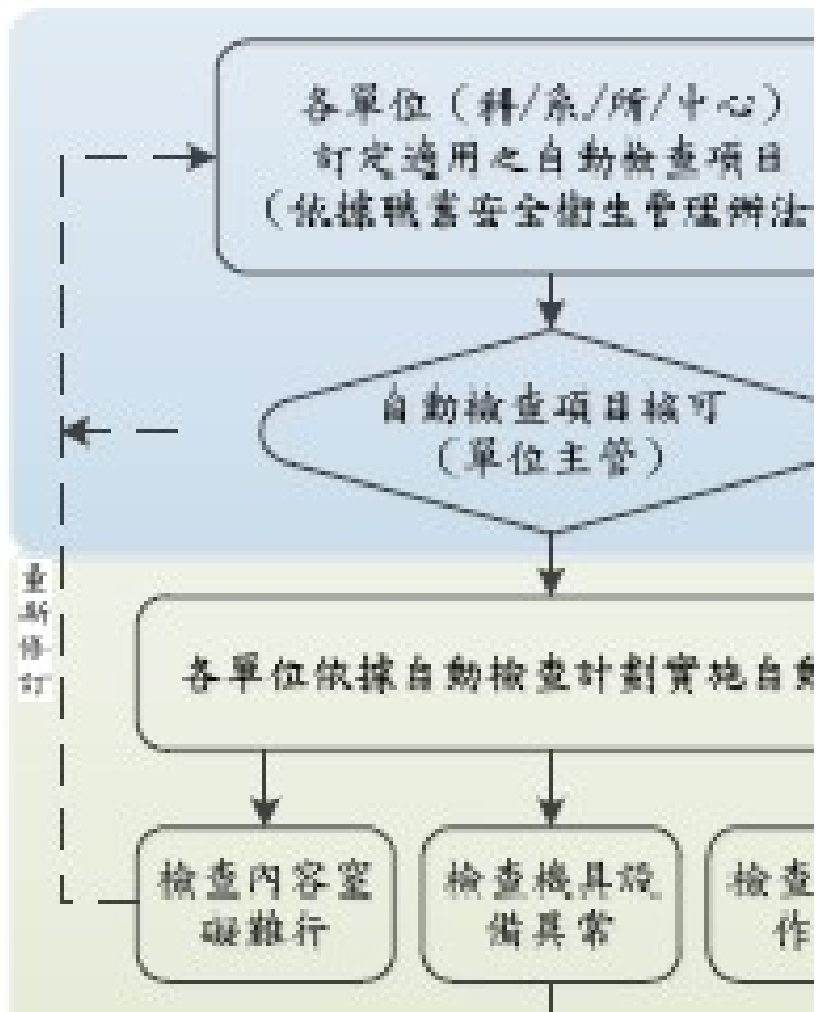 各單位（科/系/所/中心）
訂定適用之自動檢查項目
（依據職業安全衛生管理辦法
自動檢查項目核可
（單位主管）
重新修訂
各單位依據自動檢查計劃實施自動
檢查內容窒
礙難行
檢查機具設
備異常
檢查
作